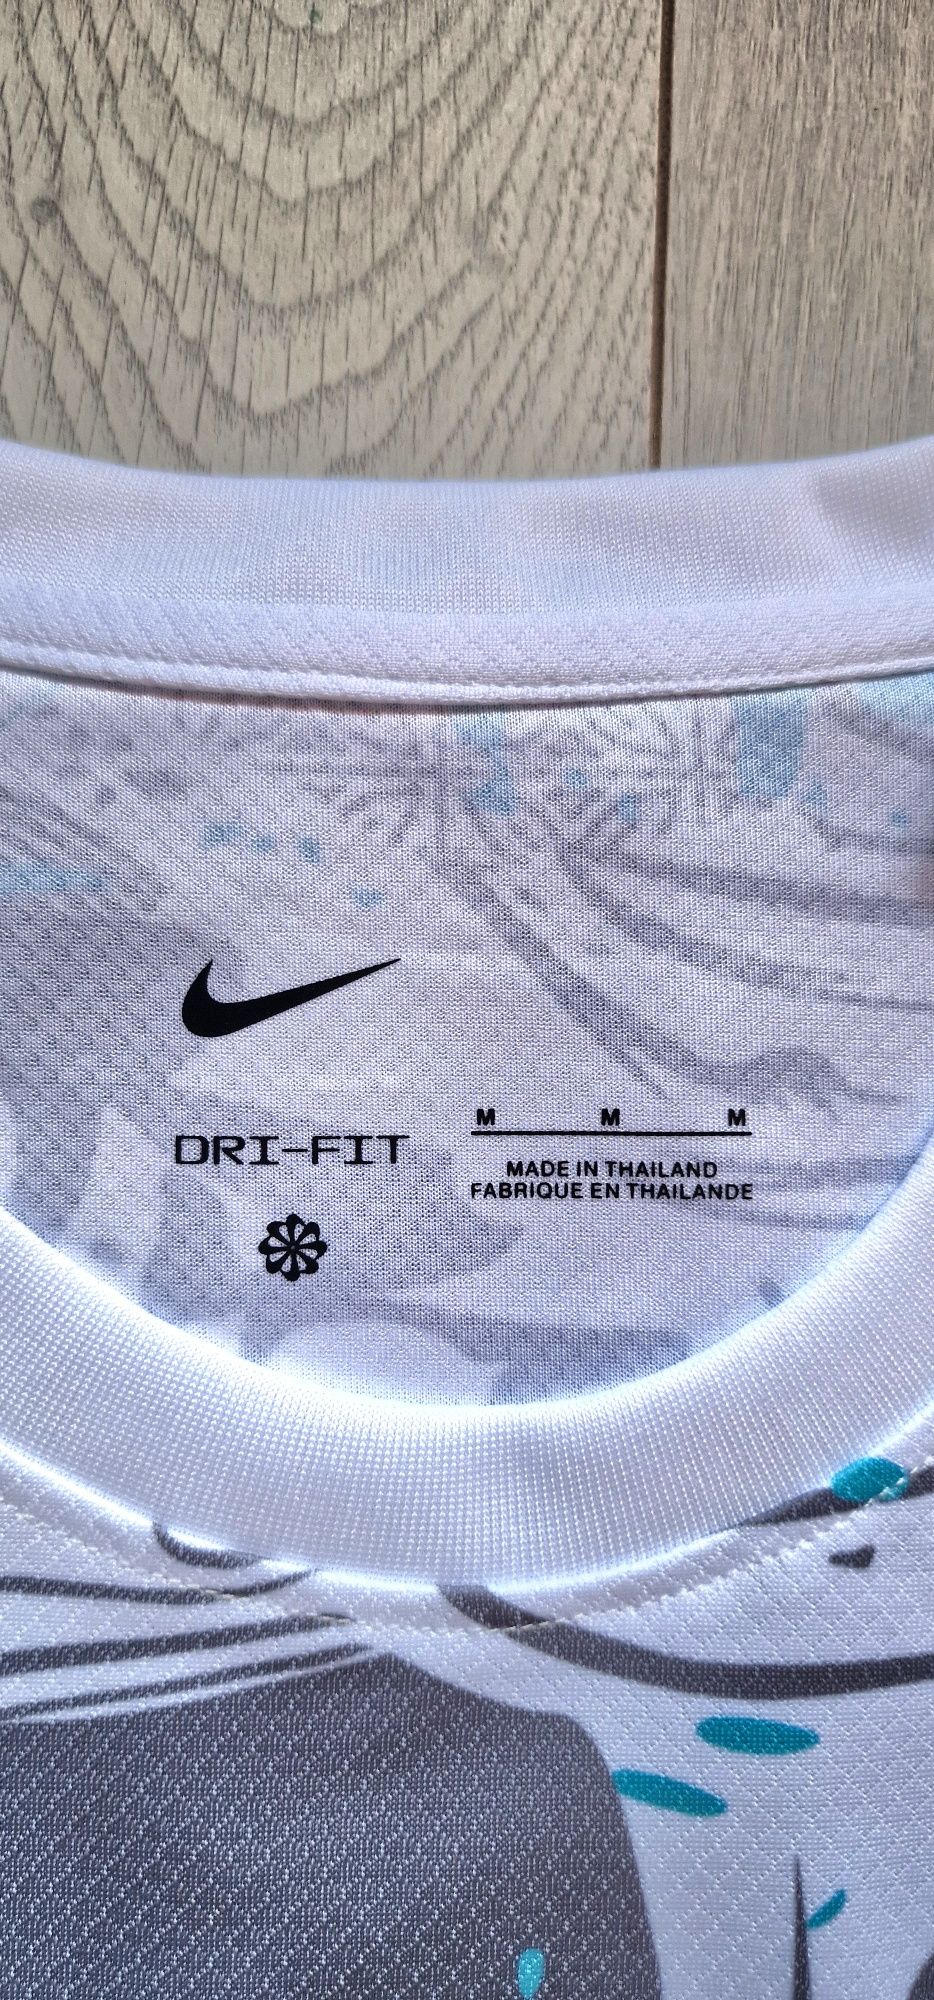 DRI-FIT
M M M
MADE IN THAILAND
FABRIQUE EN THAILANDE